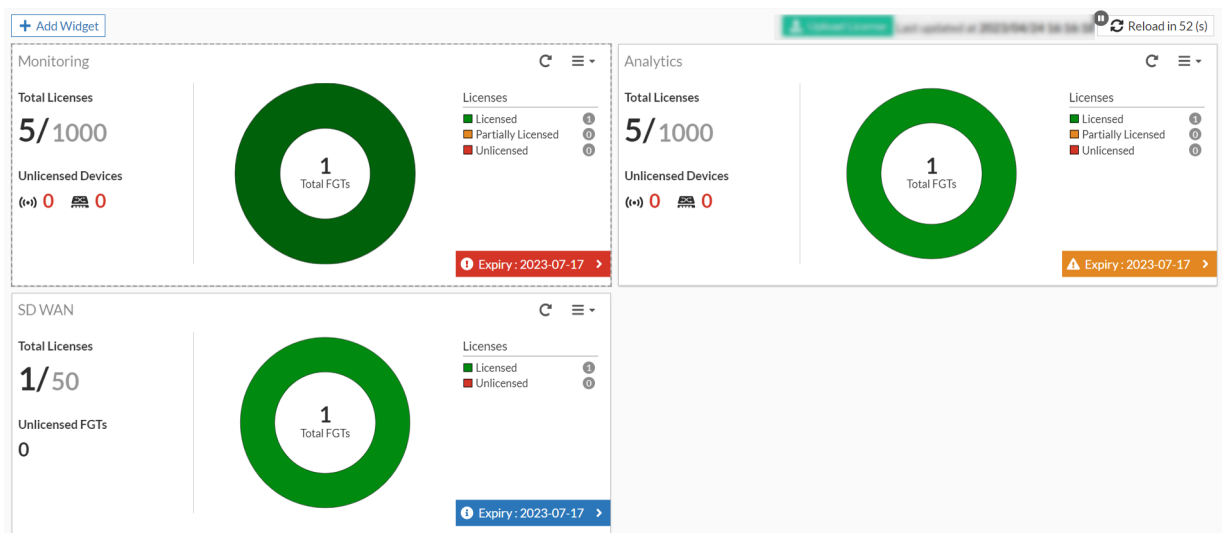 + Add Widget
Reload in 52 (s)
Monitoring
Total Licenses
5/1000
Unlicensed Devices
0 0
1
Total FGTs
Licenses
Licensed 1
Partially Licensed 0
Unlicensed 0
Expiry : 2023-07-17 >
Analytics
Total Licenses
5/1000
Unlicensed Devices
0 0
1
Total FGTs
Licenses
Licensed 1
Partially Licensed 0
Unlicensed 0
Expiry : 2023-07-17 >
SD WAN
Total Licenses
1/50
Unlicensed FGTs
0
1
Total FGTs
Licenses
Licensed 1
Unlicensed 0
Expiry : 2023-07-17 >